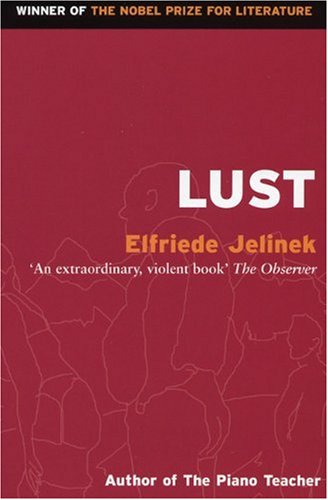 WINNER OF THE NOBEL PRIZE FOR LITERATURE
LUST
Elfriede Jelinek
‘An extraordinary, violent book’ The Observer
Author of The Piano Teacher